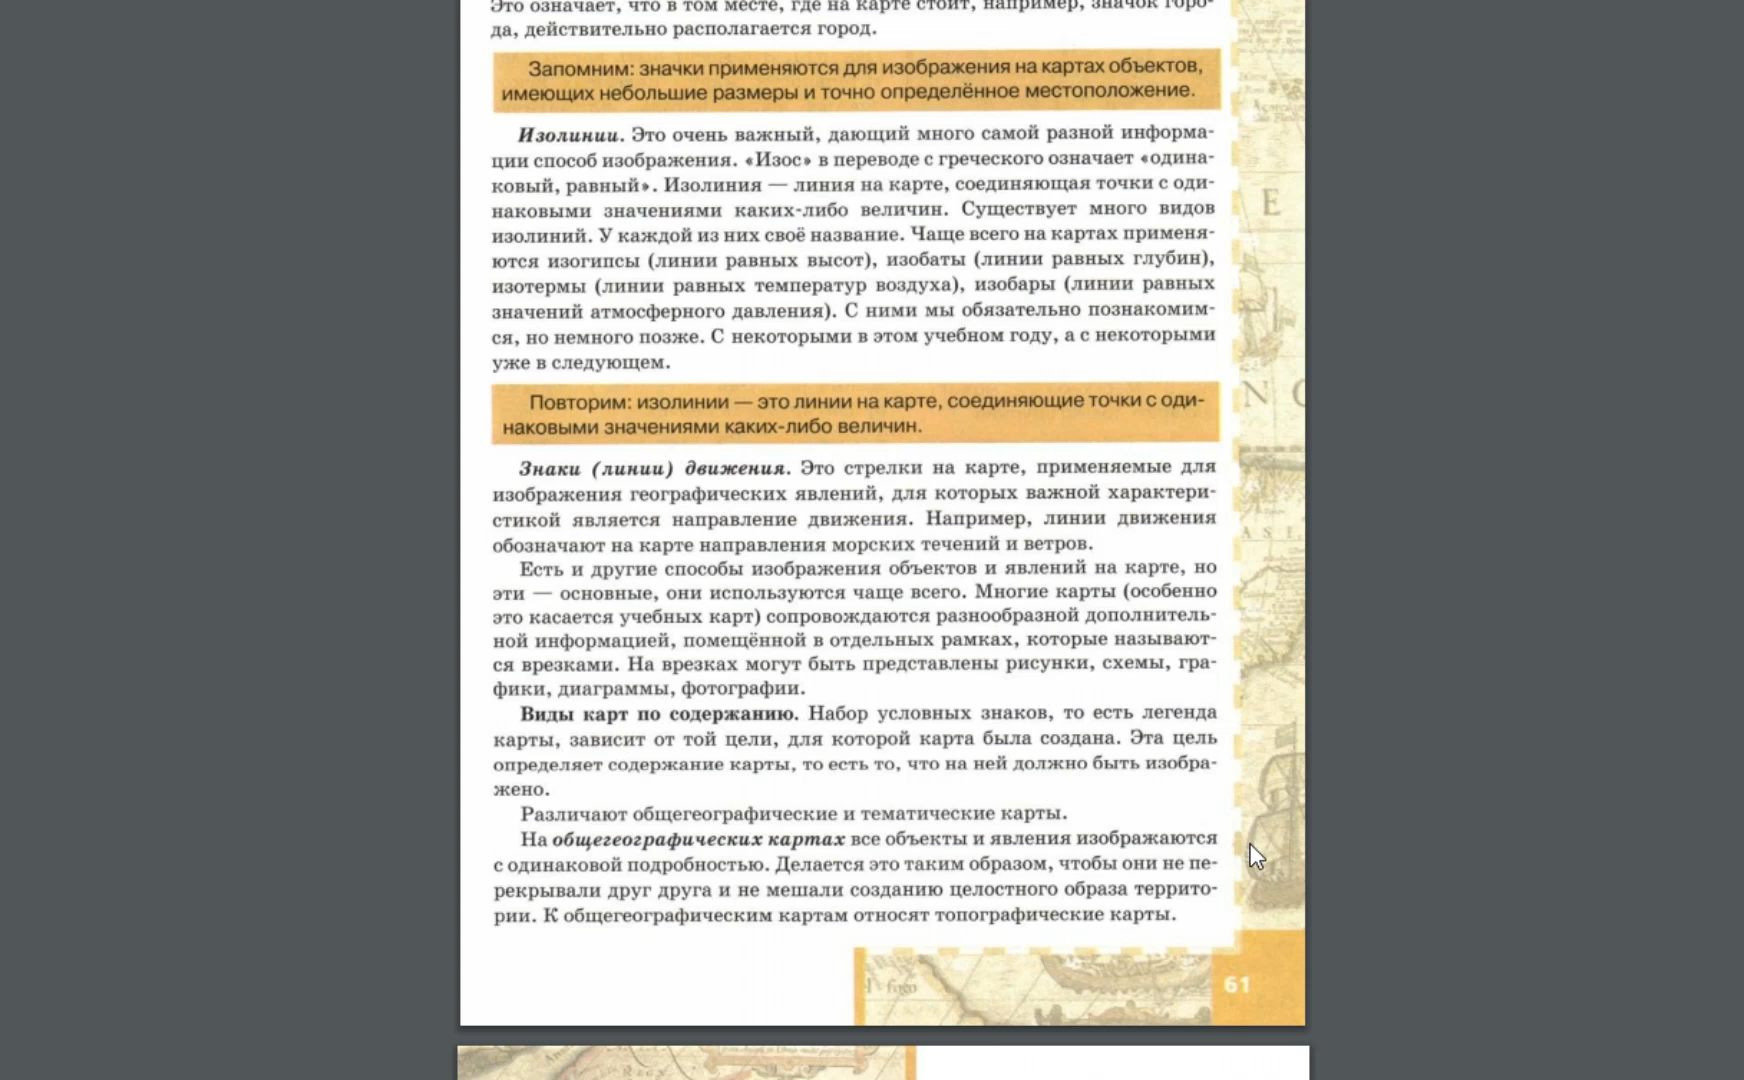 Это означает, что в том месте, где на карте стоит, например, значок горо-
да, действительно располагается город.
Запомним: значки применяются для изображения на картах объектов,
имеющих небольшие размеры и точно определённое местоположение.
Изолинии. Это очень важный, дающий много самой разной информа-
ции способ изображения. «Изос» в переводе с греческого означает «одина-
ковый, равный». Изолиния — линия на карте, соединяющая точки с оди-
наковыми значениями каких-либо величин. Существует много видов
изолиний. У каждой из них своё название. Чаще всего на картах применя-
ются изогипсы (линии равных высот), изобаты (линии равных глубин),
изотермы (линии равных температур воздуха), изобары (линии равных
значений атмосферного давления). С ними мы обязательно познакомим-
ся, но немного позже. С некоторыми в этом учебном году, а с некоторыми
уже в следующем.
Повторим: изолинии — это линии на карте, соединяющие точки с оди-
наковыми значениями каких-либо величин.
Знаки (линии) движения. Это стрелки на карте, применяемые для
изображения географических явлений, для которых важной характери-
стикой является направление движения. Например, линии движения
обозначают на карте направления морских течений и ветров.
Есть и другие способы изображения объектов и явлений на карте, но
эти — основные, они используются чаще всего. Многие карты (особенно
это касается учебных карт) сопровождаются разнообразной дополнитель-
ной информацией, помещённой в отдельных рамках, которые называют-
ся врезками. На врезках могут быть представлены рисунки, схемы, гра-
фики, диаграммы, фотографии.
Виды карт по содержанию. Набор условных знаков, то есть легенда
карты, зависит от той цели, для которой карта была создана. Эта цель
определяет содержание карты, то есть то, что на ней должно быть изобра-
жено.
Различают общегеографические и тематические карты.
На общегеографических картах все объекты и явления изображаются
с одинаковой подробностью. Делается это таким образом, чтобы они не пе-
рекрывали друг друга и не мешали созданию целостного образа террито-
рии. К общегеографическим картам относят топографические карты.
E
N
61